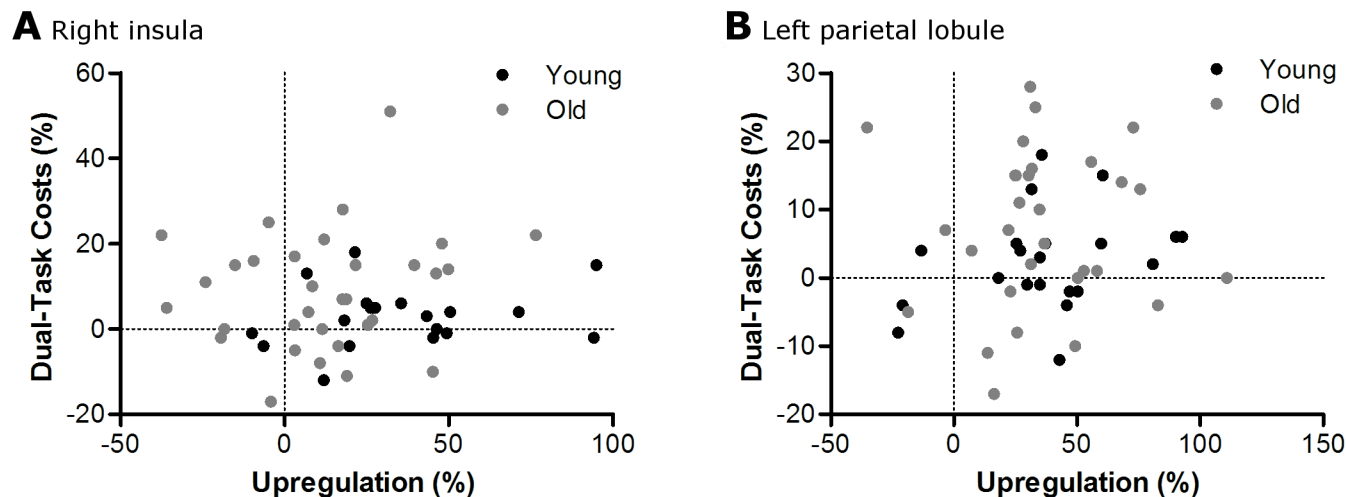 A Right insula
60
40
20
0
-20
-50
0
50
100
Dual-Task Costs (%)
Upregulation (%)
Young
Old
B Left parietal lobule
30
20
10
0
-10
-20
-50
0
50
100
150
Dual-Task Costs (%)
Upregulation (%)
Young
Old